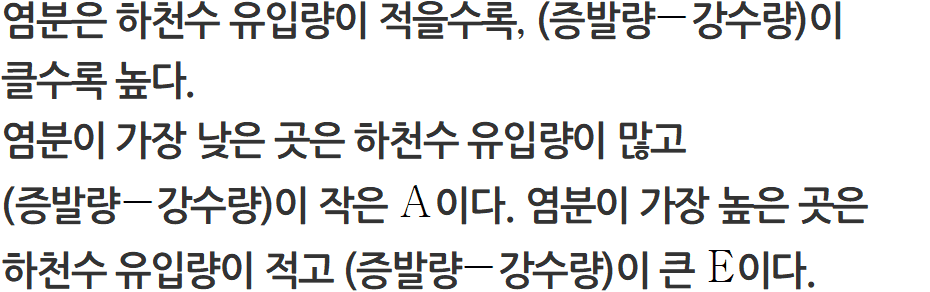 염분은 하천수 유입량이 적을수록, (증발량－강수량)이
클수록 높다.
염분이 가장 낮은 곳은 하천수 유입량이 많고
(증발량－강수량)이 작은 A이다. 염분이 가장 높은 곳은
하천수 유입량이 적고 (증발량－강수량)이 큰 E이다.